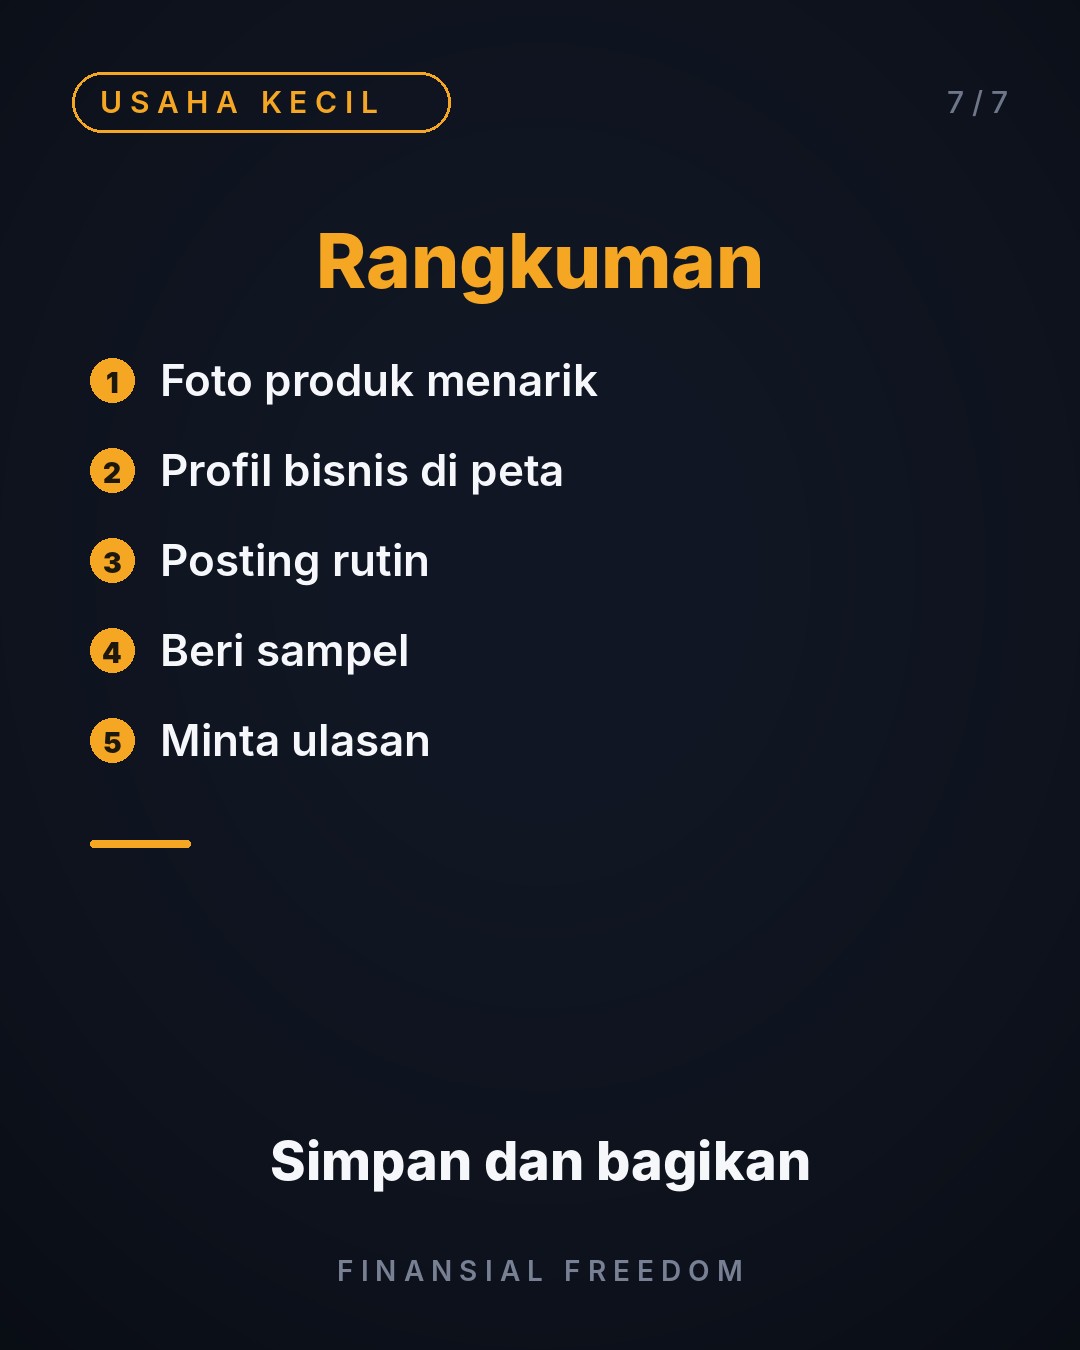 USAHA KECIL
7/7
Rangkuman
1 Foto produk menarik
2 Profil bisnis di peta
3 Posting rutin
4 Beri sampel
5 Minta ulasan
Simpan dan bagikan
FINANSIAL FREEDOM